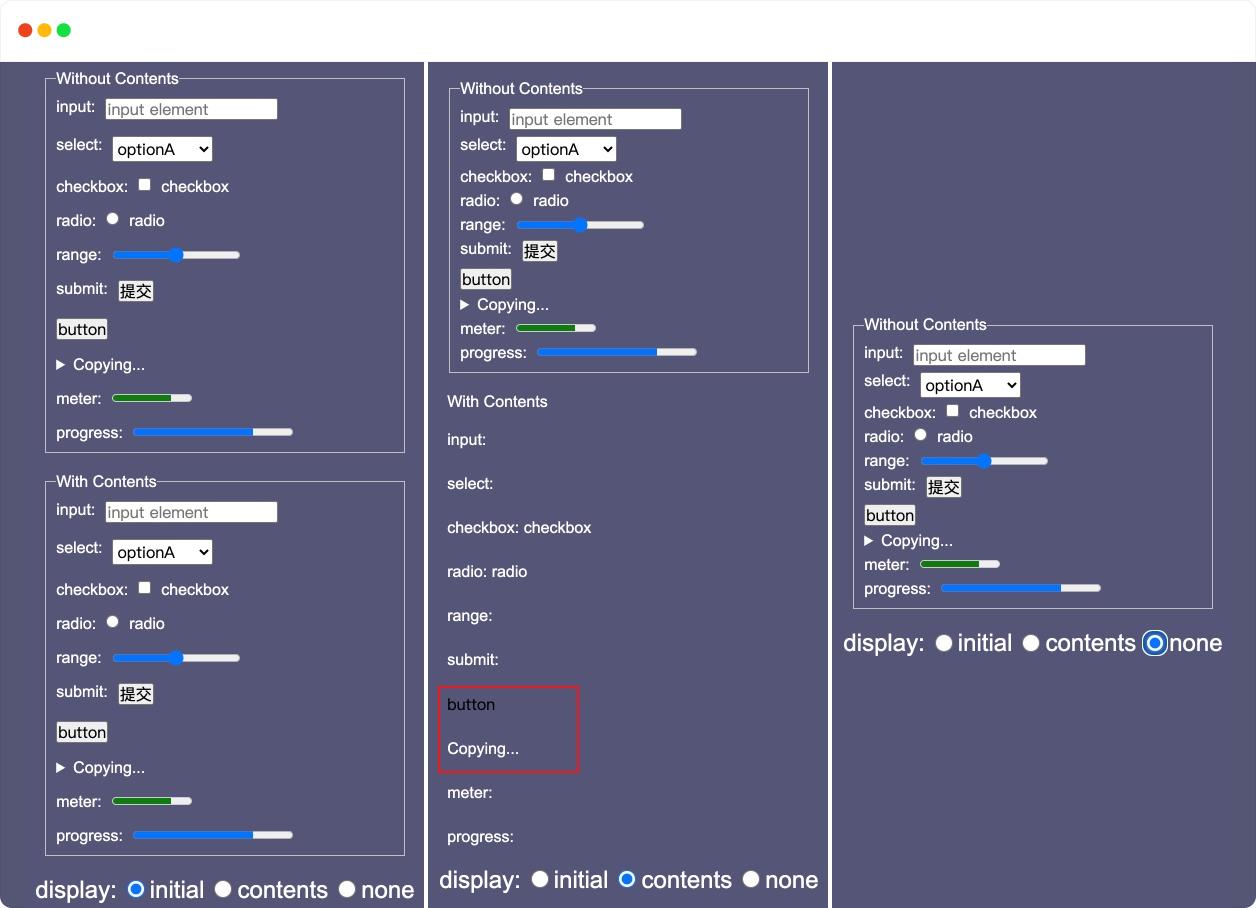 Without Contents
input: input element
select: optionA
checkbox: checkbox
radio: radio
range:
submit: 提交
button
Copying...
meter:
progress:
With Contents
input: input element
select: optionA
checkbox: checkbox
radio: radio
range:
submit: 提交
button
Copying...
meter:
progress:
display: initial contents none
Without Contents
input: input element
select: optionA
checkbox: checkbox
radio: radio
range:
submit: 提交
button
Copying...
meter:
progress:
With Contents
input:
select:
checkbox: checkbox
radio: radio
range:
submit:
button
Copying...
meter:
progress:
display: initial contents none
Without Contents
input: input element
select: optionA
checkbox: checkbox
radio: radio
range:
submit: 提交
button
Copying...
meter:
progress:
display: initial contents none